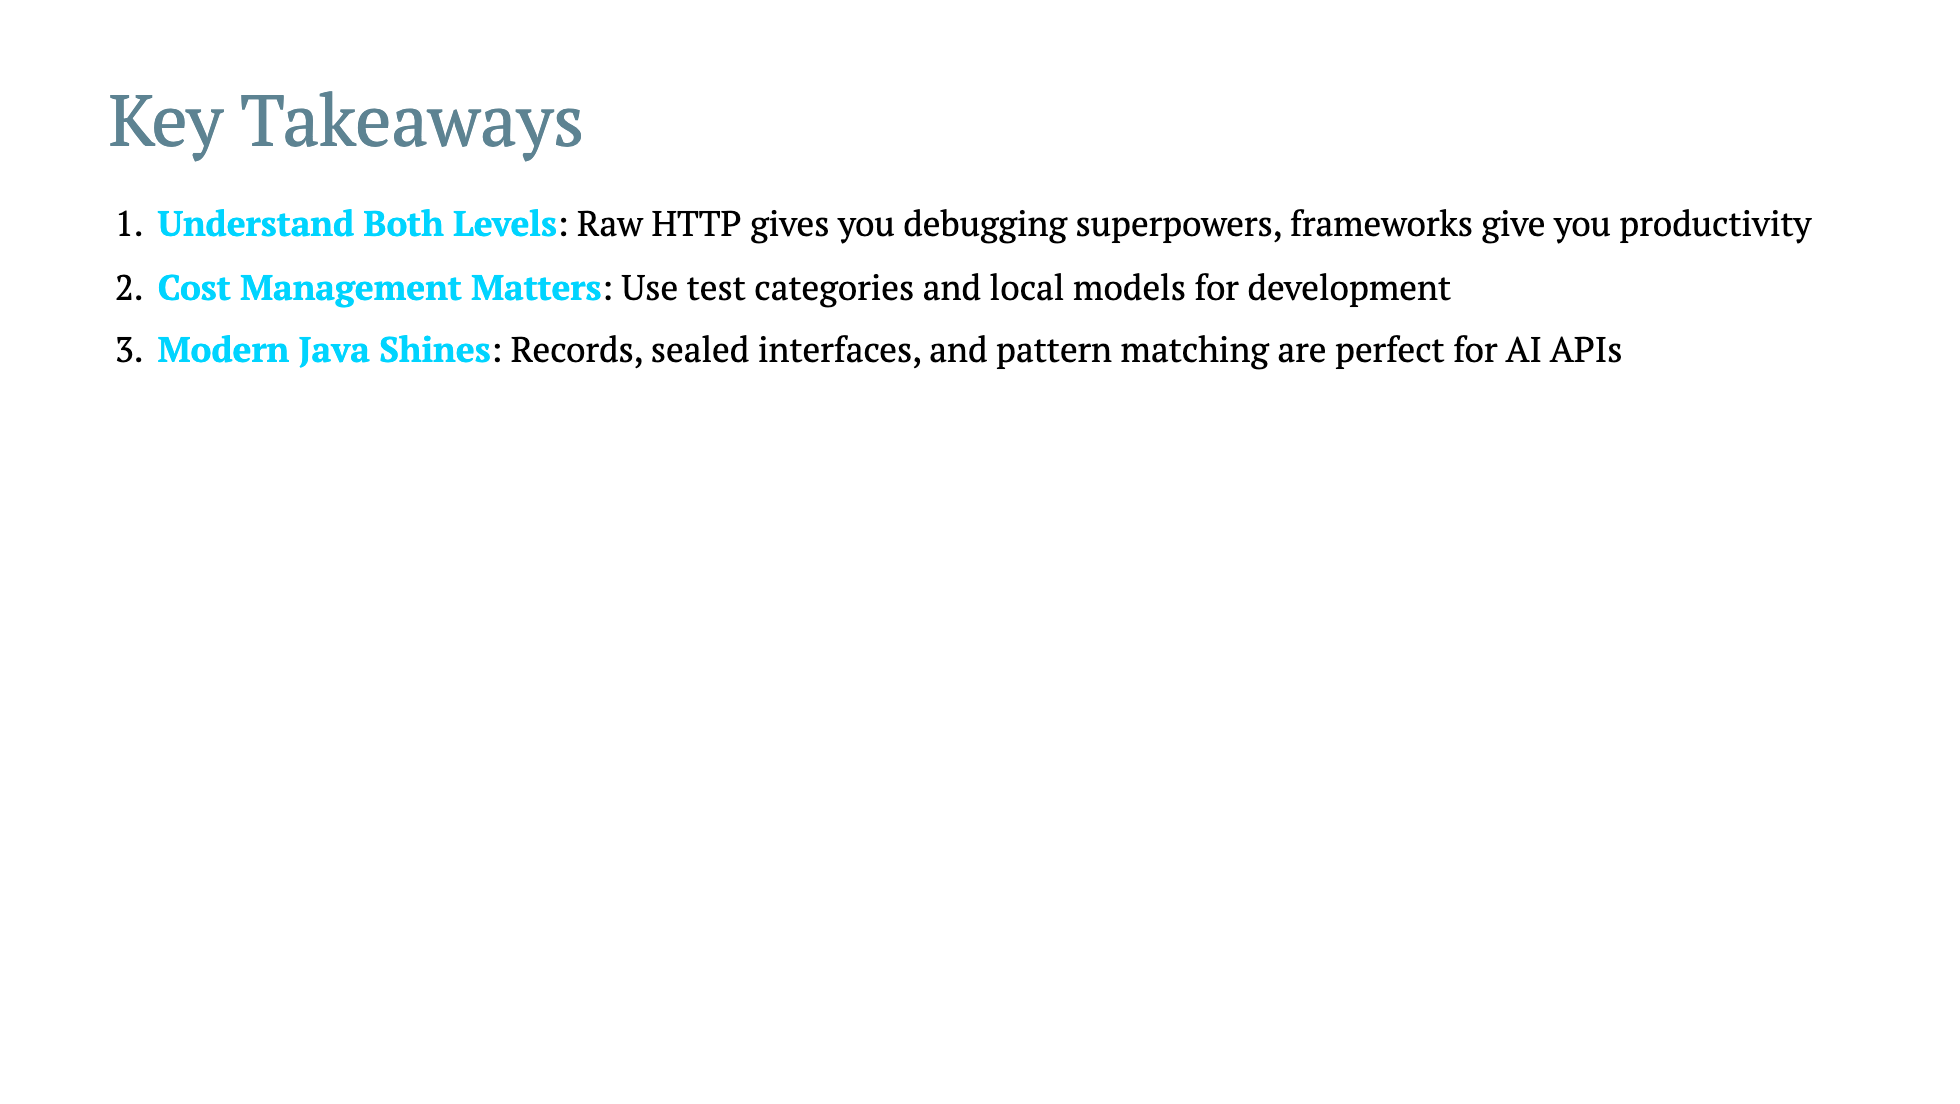 Key Takeaways
1. Understand Both Levels: Raw HTTP gives you debugging superpowers, frameworks give you productivity
2. Cost Management Matters: Use test categories and local models for development
3. Modern Java Shines: Records, sealed interfaces, and pattern matching are perfect for AI APIs